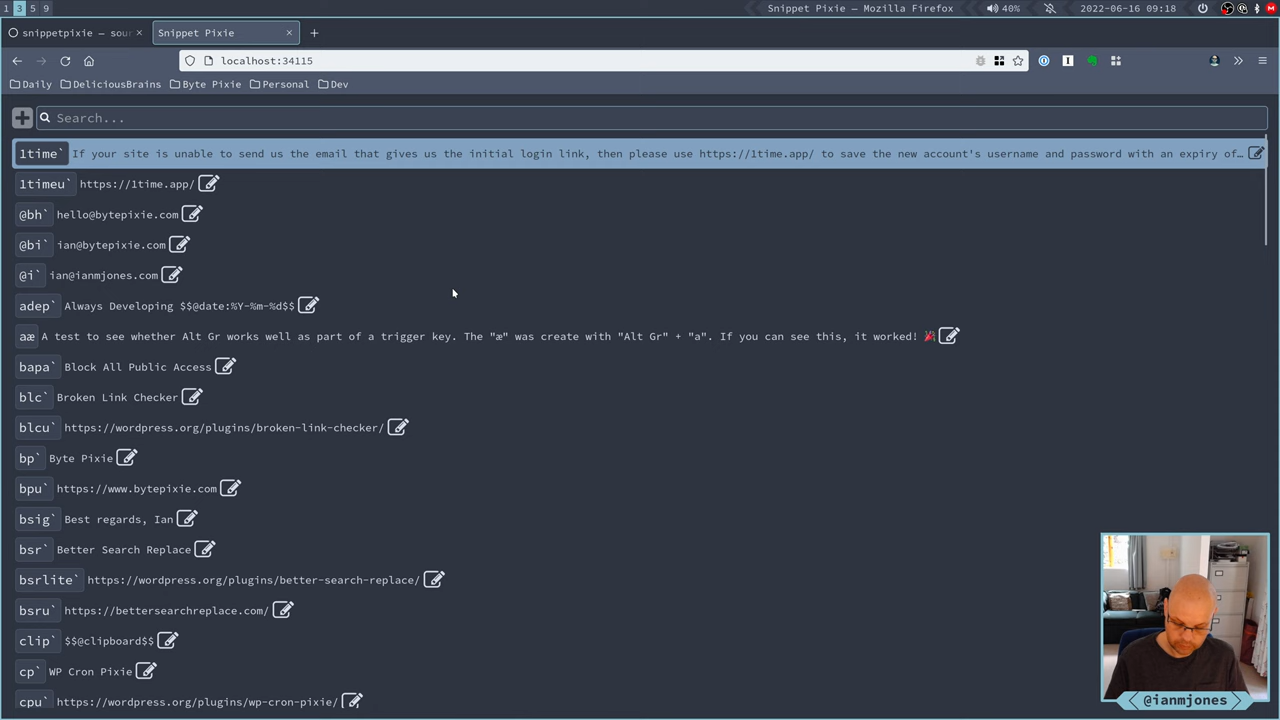 1 3 5 9 Snippet Pixie — Mozilla Firefox 40% 2022-06-16 09:18
snippetpixie — sour Snippet Pixie
localhost:34115
Daily DeliciousBrains Byte Pixie Personal Dev
Search...
1time` If your site is unable to send us the email that gives us the initial login link, then please use https://1time.app/ to save the new account's username and password with an expiry of…
1timeu` https://1time.app/
@bh` hello@bytepixie.com
@bi` ian@bytepixie.com
@i` ian@ianmjones.com
adep` Always Developing $$@date:%Y-%m-%d$$
aæ A test to see whether Alt Gr works well as part of a trigger key. The "æ" was create with "Alt Gr" + "a". If you can see this, it worked! 🎉
bapa` Block All Public Access
blc` Broken Link Checker
blcu` https://wordpress.org/plugins/broken-link-checker/
bp` Byte Pixie
bpu` https://www.bytepixie.com
bsig` Best regards, Ian
bsr` Better Search Replace
bsrlite` https://wordpress.org/plugins/better-search-replace/
bsru` https://bettersearchreplace.com/
clip` $$@clipboard$$
cp` WP Cron Pixie
cpu` https://wordpress.org/plugins/wp-cron-pixie/
@ianmjones